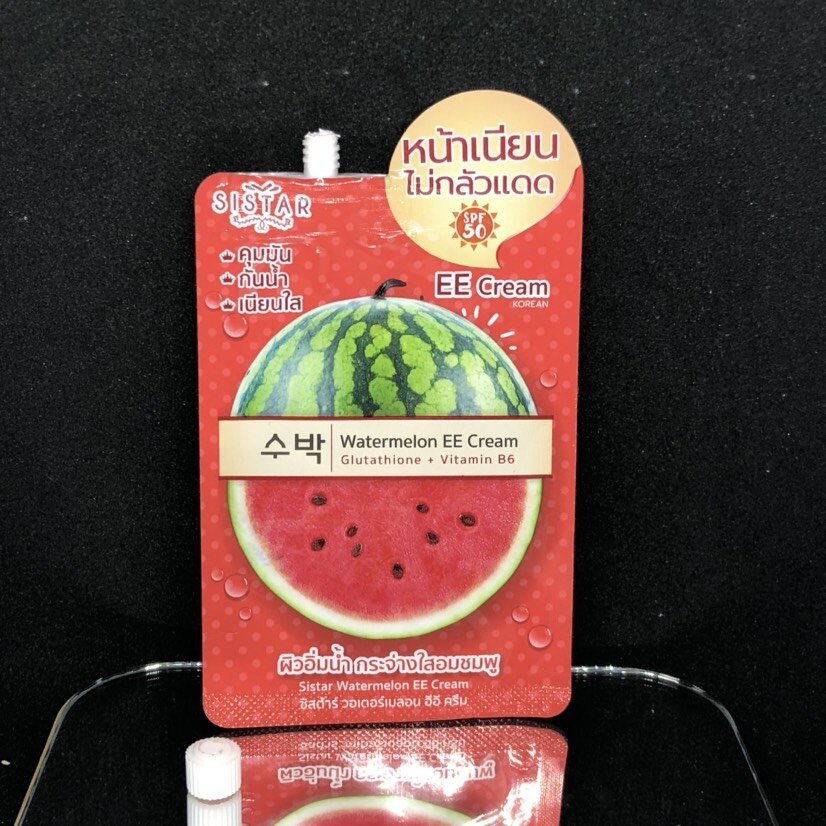 SISTAR
หน้าเนียน
ไม่กลัวแดด
SPF
50
คุมมัน
กันน้ำ
เนียนใส
EE Cream
KOREAN
수박
Watermelon EE Cream
Glutathione + Vitamin B6
ผิวอิ่มน้ำ กระจ่างใสอมชมพู
Sistar Watermelon EE Cream
ซิสต้าร์ วอเตอร์เมลอน อีอี ครีม